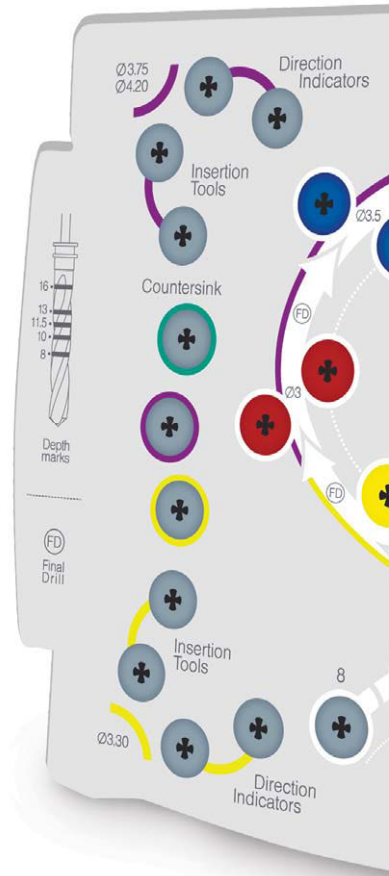 Ø3.75
Ø4.20
Direction
Indicators
Insertion
Tools
Ø3.5
Countersink
16
13
11.5
10
8
FD
Ø3
Depth
marks
FD
FD
Final
Drill
Insertion
Tools
8
Ø3.30
Direction
Indicators